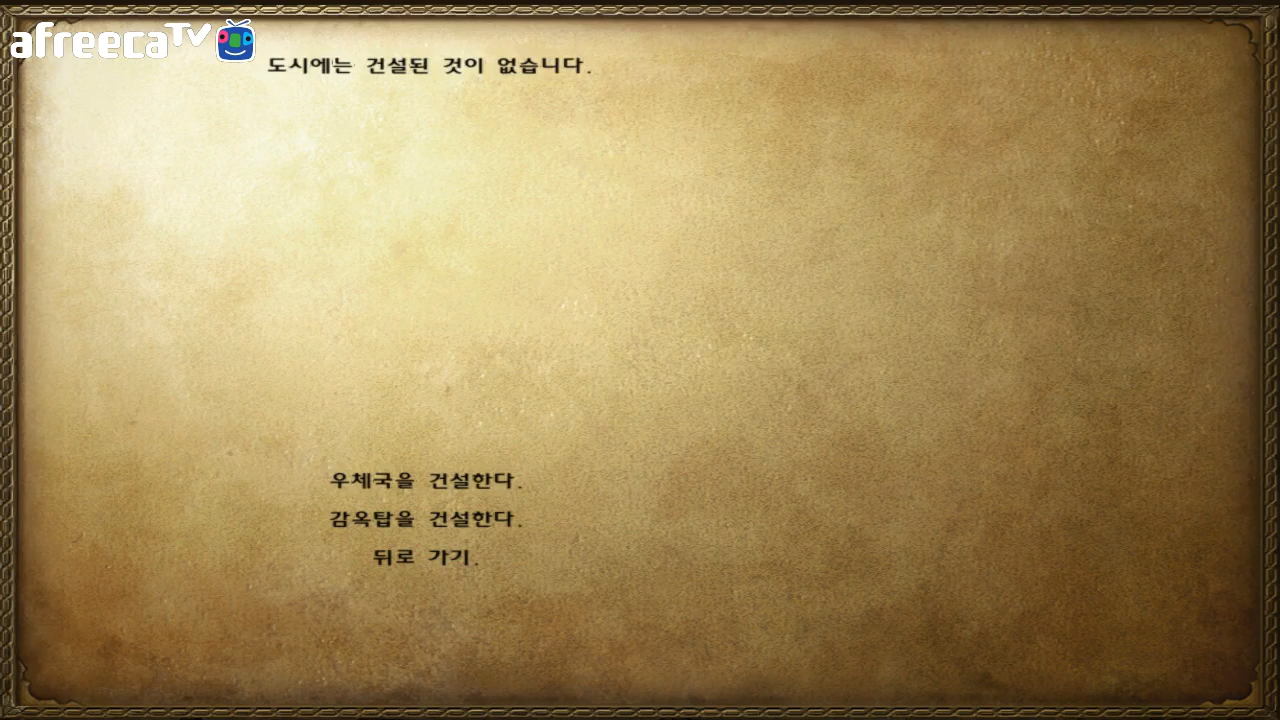 afreecaTV
도시에는 건설된 것이 없습니다.
우체국을 건설한다.
감옥탑을 건설한다.
뒤로 가기.